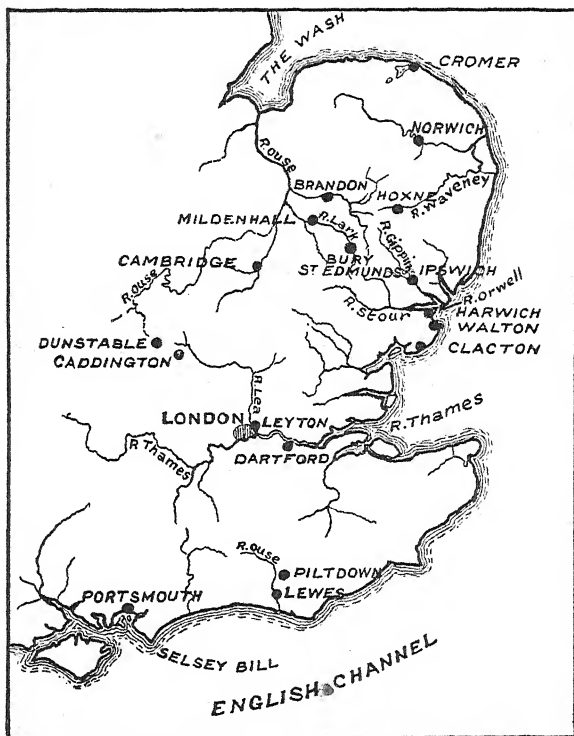 THE WASH
CROMER
NORWICH
R.OUSE
BRANDON
HOXNE
R.Waveney
MILDENHALL
R.Lark
R.Gipping
BURY
ST EDMUNDS
IPSWICH
CAMBRIDGE
R.Ouse
R.Orwell
R.Stour
HARWICH
WALTON
DUNSTABLE
CADDINGTON
CLACTON
R.Lea
LONDON
LEYTON
R.Thames
R.Thames
DARTFORD
R.Ouse
PILTDOWN
LEWES
PORTSMOUTH
SELSEY BILL
ENGLISH CHANNEL